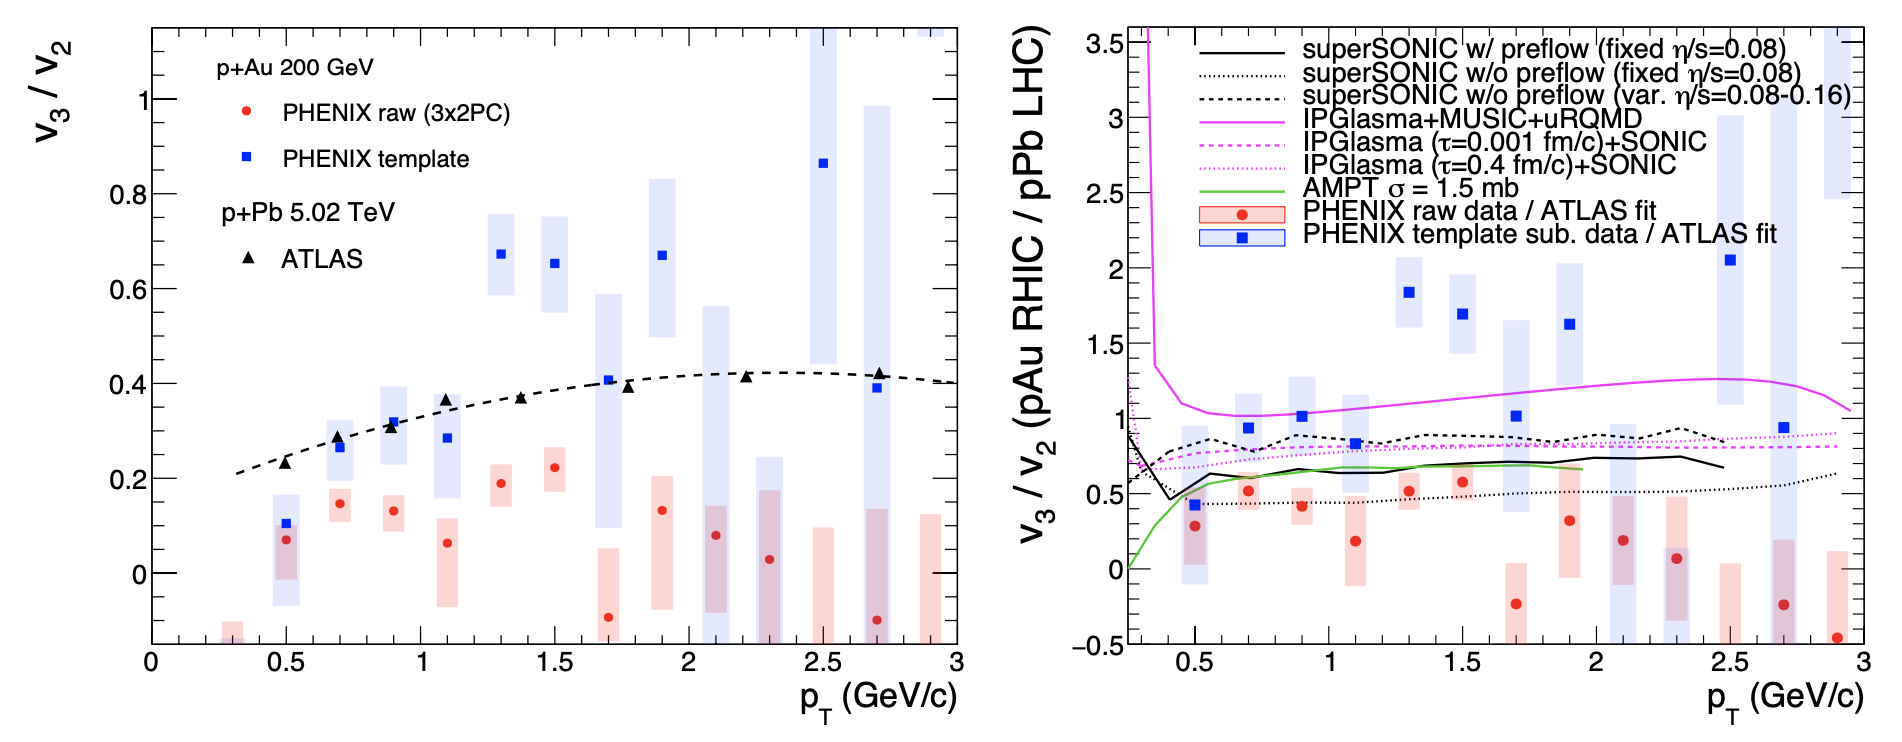 v3 / v2
p+Au 200 GeV
PHENIX raw (3x2PC)
PHENIX template
p+Pb 5.02 TeV
ATLAS
1
0.8
0.6
0.4
0.2
0
0 0.5 1 1.5 2 2.5 3
pT (GeV/c)
v3 / v2 (pAu RHIC / pPb LHC)
superSONIC w/ preflow (fixed η/s=0.08)
superSONIC w/o preflow (fixed η/s=0.08)
superSONIC w/o preflow (var. η/s=0.08-0.16)
IPGlasma+MUSIC+uRQMD
IPGlasma (τ=0.001 fm/c)+SONIC
IPGlasma (τ=0.4 fm/c)+SONIC
AMPT σ = 1.5 mb
PHENIX raw data / ATLAS fit
PHENIX template sub. data / ATLAS fit
3.5
3
2.5
2
1.5
1
0.5
0
−0.5
0.5 1 1.5 2 2.5 3
pT (GeV/c)